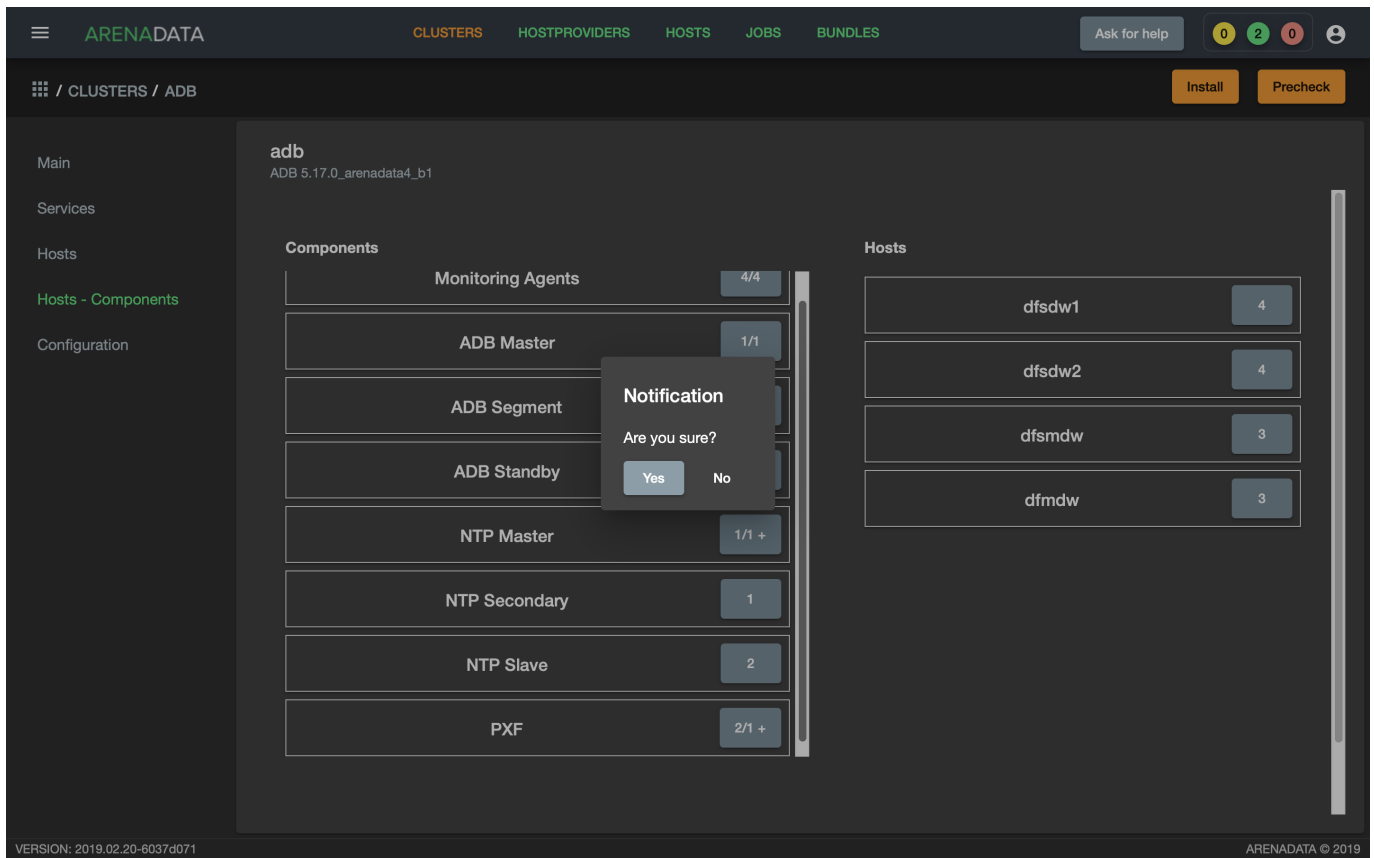 ARENADATA
CLUSTERS HOSTPROVIDERS HOSTS JOBS BUNDLES
Ask for help
0 2 0
/ CLUSTERS / ADB
Install Precheck
Main
Services
Hosts
Hosts - Components
Configuration
adb
ADB 5.17.0_arenadata4_b1
Components
Monitoring Agents 4/4
ADB Master 1/1
ADB Segment
ADB Standby
NTP Master 1/1 +
NTP Secondary 1
NTP Slave 2
PXF 2/1 +
Notification
Are you sure?
Yes No
Hosts
dfsdw1 4
dfsdw2 4
dfsmdw 3
dfmdw 3
VERSION: 2019.02.20-6037d071
ARENADATA © 2019